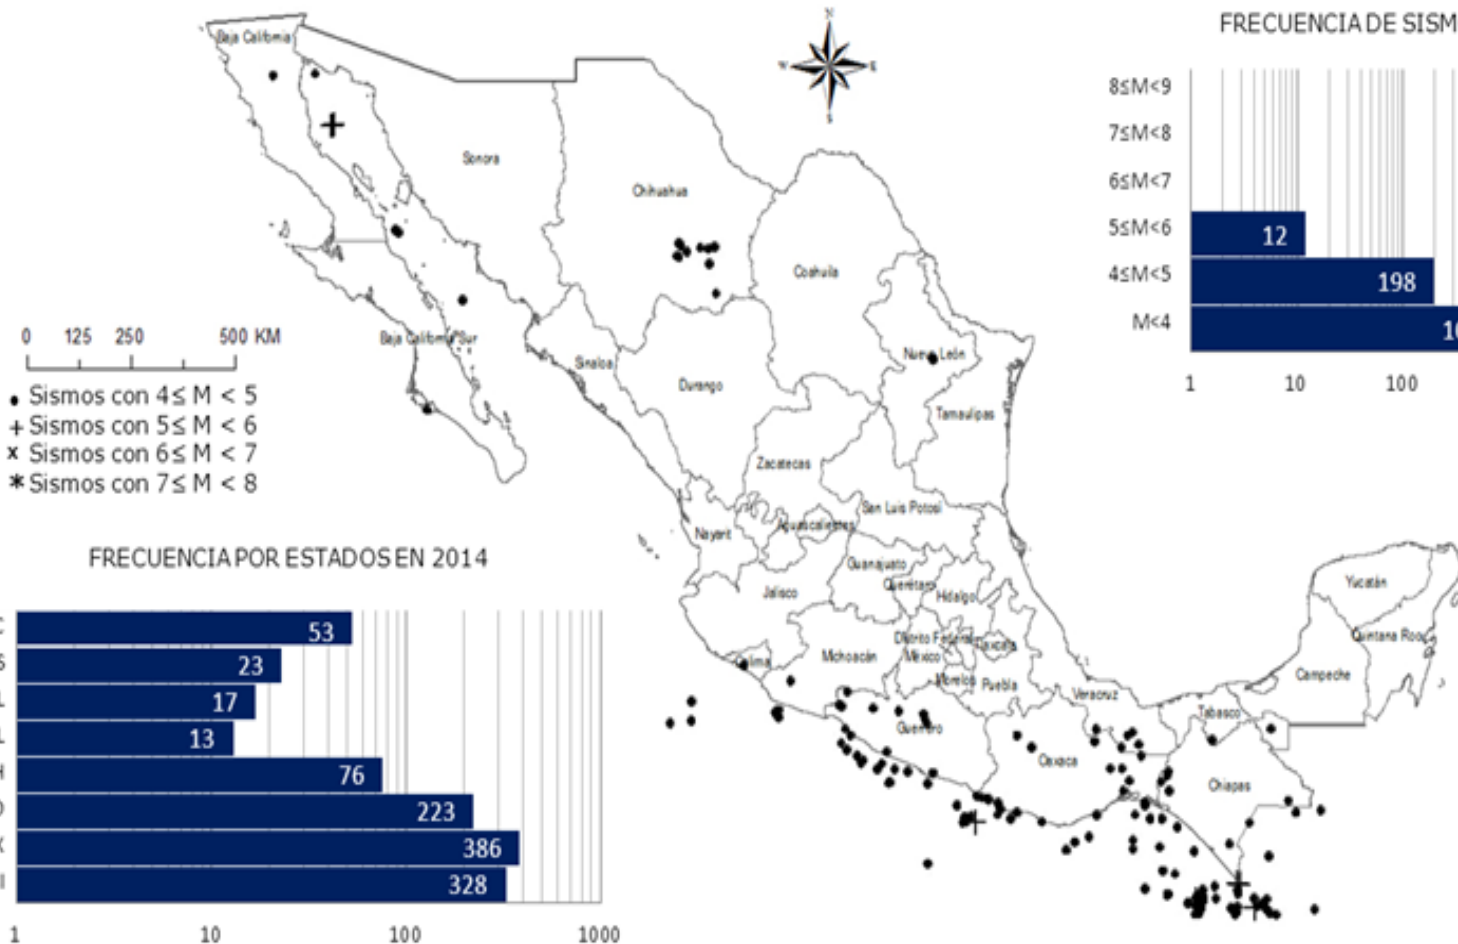 N
W
E
S
FRECUENCIA DE SISM
8≤M<9
7≤M<8
6≤M<7
5≤M<6
12
4≤M<5
198
M<4
10
1
10
100
Baja California
Sonora
Chihuahua
Coahuila
Nuevo León
Baja California Sur
Sinaloa
Durango
Tamaulipas
Zacatecas
San Luis Potosí
Nayarit
Aguascalientes
Guanajuato
Querétaro
Hidalgo
Jalisco
Distrito Federal
Tlaxcala
Colima
Michoacán
México
Morelos
Puebla
Veracruz
Guerrero
Oaxaca
Tabasco
Chiapas
Campeche
Yucatán
Quintana Roo
0 125 250 500 KM
Sismos con 4≤ M < 5
+ Sismos con 5≤ M < 6
x Sismos con 6≤ M < 7
* Sismos con 7≤ M < 8
FRECUENCIA POR ESTADOS EN 2014
C
53
S
23
L
17
L
13
H
76
O
223
X
386
I
328
1
10
100
1000